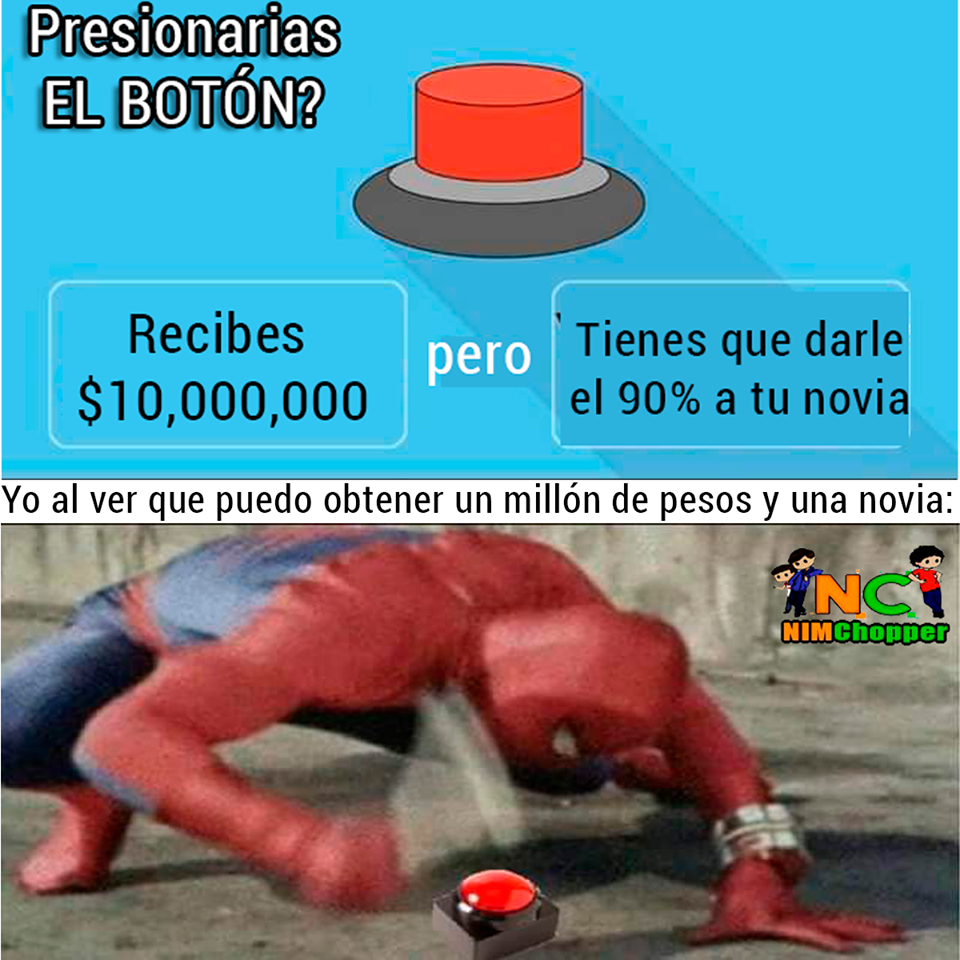 Presionarias
EL BOTÓN?
Recibes
$10,000,000
pero
Tienes que darle
el 90% a tu novia
Yo al ver que puedo obtener un millón de pesos y una novia:
N.C.
NIMChopper